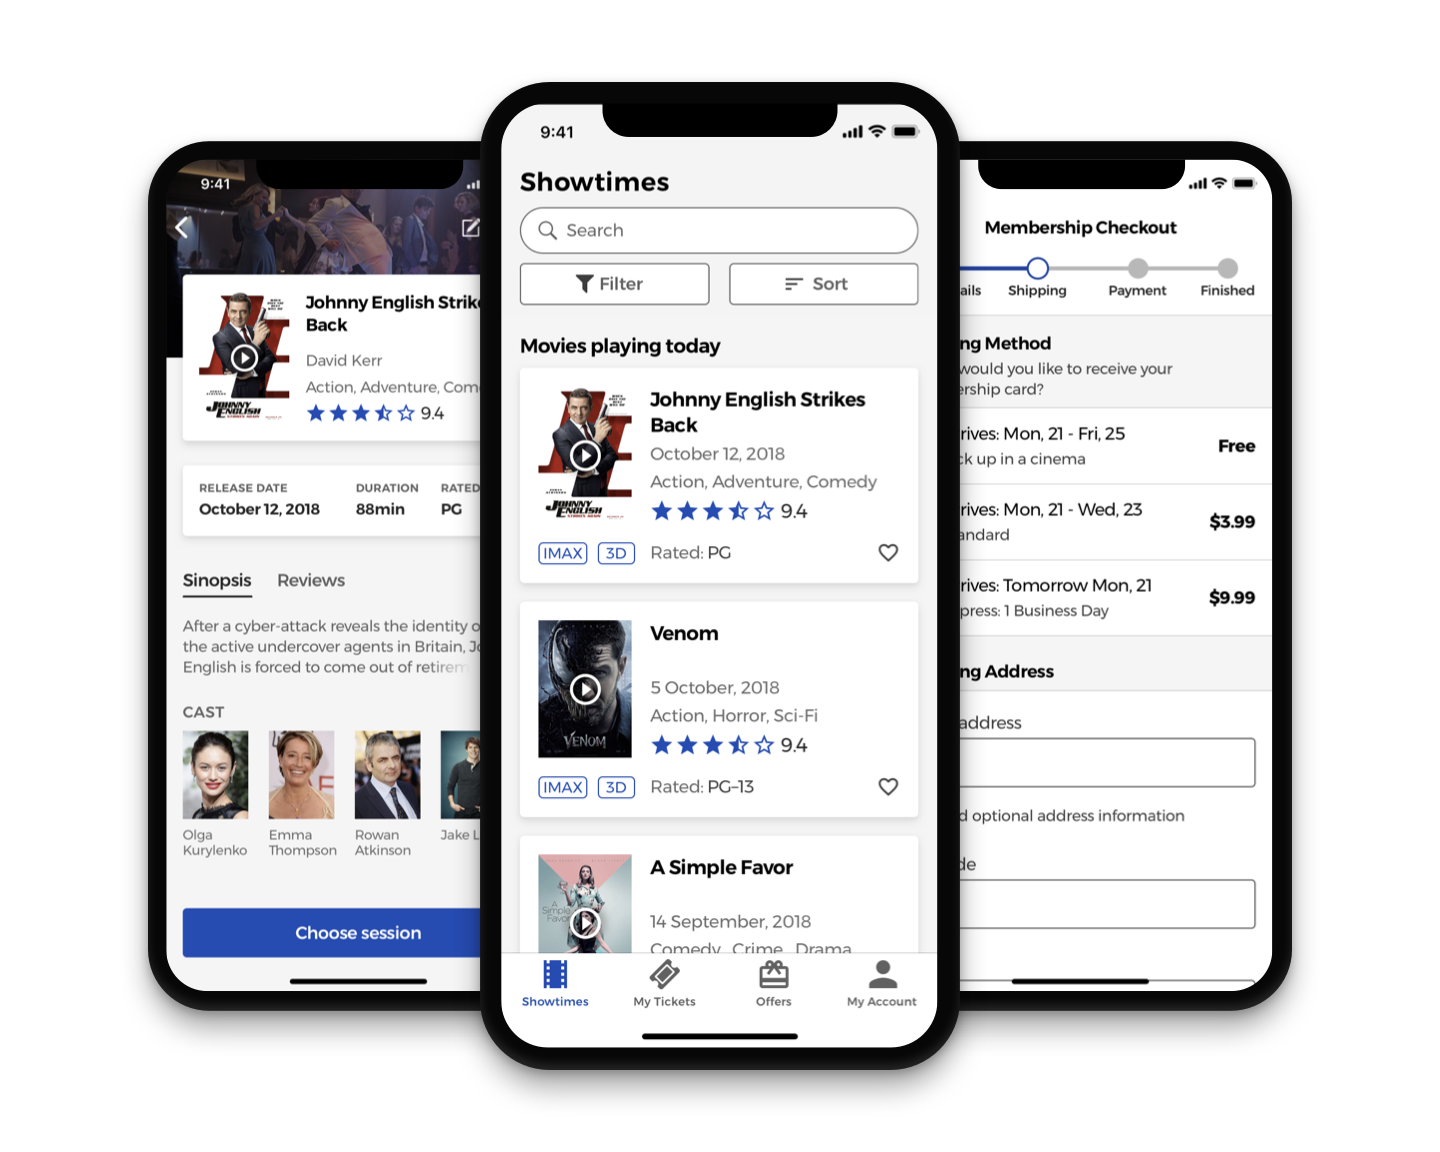 9:41
Johnny English Strik
Back
David Kerr
Action, Adventure, Com
9.4
RELEASE DATE
DURATION
RATED
October 12, 2018
88min
PG
Sinopsis
Reviews
After a cyber-attack reveals the identity o
the active undercover agents in Britain, Jo
English is forced to come out of retirem
CAST
Olga
Kurylenko
Emma
Thompson
Rowan
Atkinson
Jake L
Choose session
9:41
Showtimes
Search
Filter
Sort
Movies playing today
JOHNNY
ENGLISH
Johnny English Strikes
Back
October 12, 2018
Action, Adventure, Comedy
9.4
IMAX
3D
Rated: PG
VENOM
Venom
5 October, 2018
Action, Horror, Sci-Fi
9.4
IMAX
3D
Rated: PG-13
A
Simple
Favor
A Simple Favor
14 September, 2018
Comedy, Crime, Drama
Showtimes
My Tickets
Offers
My Account
Membership Checkout
ails
Shipping
Payment
Finished
ng Method
would you like to receive your
ership card?
rives: Mon, 21 - Fri, 25
ck up in a cinema
Free
rives: Mon, 21 - Wed, 23
andard
$3.99
rives: Tomorrow Mon, 21
press: 1 Business Day
$9.99
ng Address
address
d optional address information
de